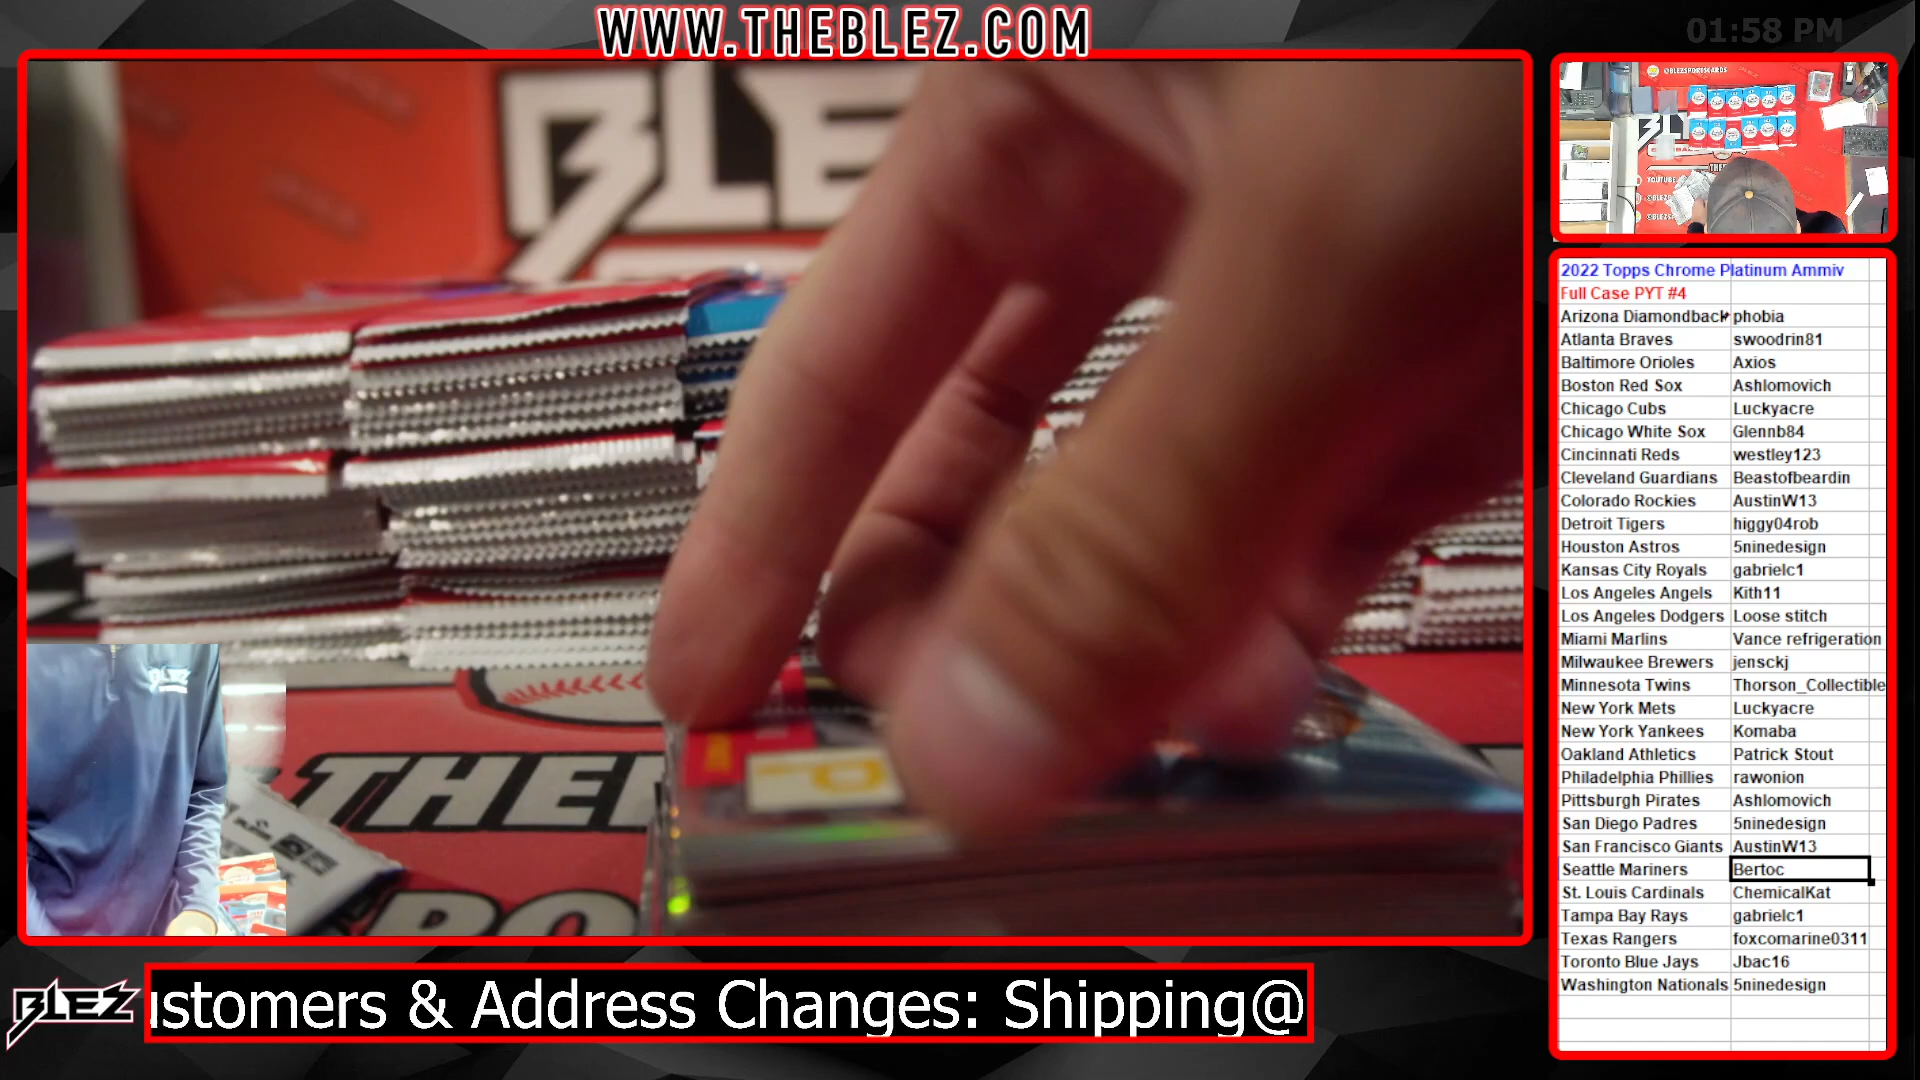 WWW.THEBLEZ.COM
01:58 PM
BLEZ
@BLEZSPORTSCARDS
THE
BLEZ
2022 Topps Chrome Platinum Anniv
Full Case PYT #4
Arizona Diamondback phobia
Atlanta Braves swoodrin81
Baltimore Orioles Axios
Boston Red Sox Ashlomovich
Chicago Cubs Luckyacre
Chicago White Sox Glennb84
Cincinnati Reds westley123
Cleveland Guardians Beastofbeardin
Colorado Rockies AustinW13
Detroit Tigers higgy04rob
Houston Astros 5ninedesign
Kansas City Royals gabrielc1
Los Angeles Angels Kith11
Los Angeles Dodgers Loose stitch
Miami Marlins Vance refrigeration
Milwaukee Brewers jensckj
Minnesota Twins Thorson_Collectible
New York Mets Luckyacre
New York Yankees Komaba
Oakland Athletics Patrick Stout
Philadelphia Phillies rawonion
Pittsburgh Pirates Ashlomovich
San Diego Padres 5ninedesign
San Francisco Giants AustinW13
Seattle Mariners Bertoc
St. Louis Cardinals ChemicalKat
Tampa Bay Rays gabrielc1
Texas Rangers foxcomarine0311
Toronto Blue Jays Jbac16
Washington Nationals 5ninedesign
BLEZ
ustomers & Address Changes: Shipping@